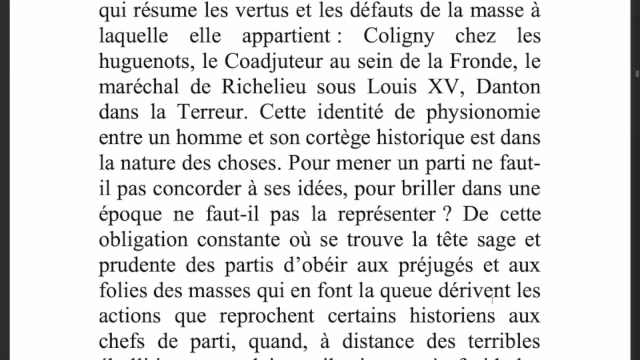 qui résume les vertus et les défauts de la masse à
laquelle elle appartient : Coligny chez les
huguenots, le Coadjuteur au sein de la Fronde, le
maréchal de Richelieu sous Louis XV, Danton
dans la Terreur. Cette identité de physionomie
entre un homme et son cortège historique est dans
la nature des choses. Pour mener un parti ne faut-
il pas concorder à ses idées, pour briller dans une
époque ne faut-il pas la représenter ? De cette
obligation constante où se trouve la tête sage et
prudente des partis d’obéir aux préjugés et aux
folies des masses qui en font la queue dérivent les
actions que reprochent certains historiens aux
chefs de parti, quand, à distance des terribles